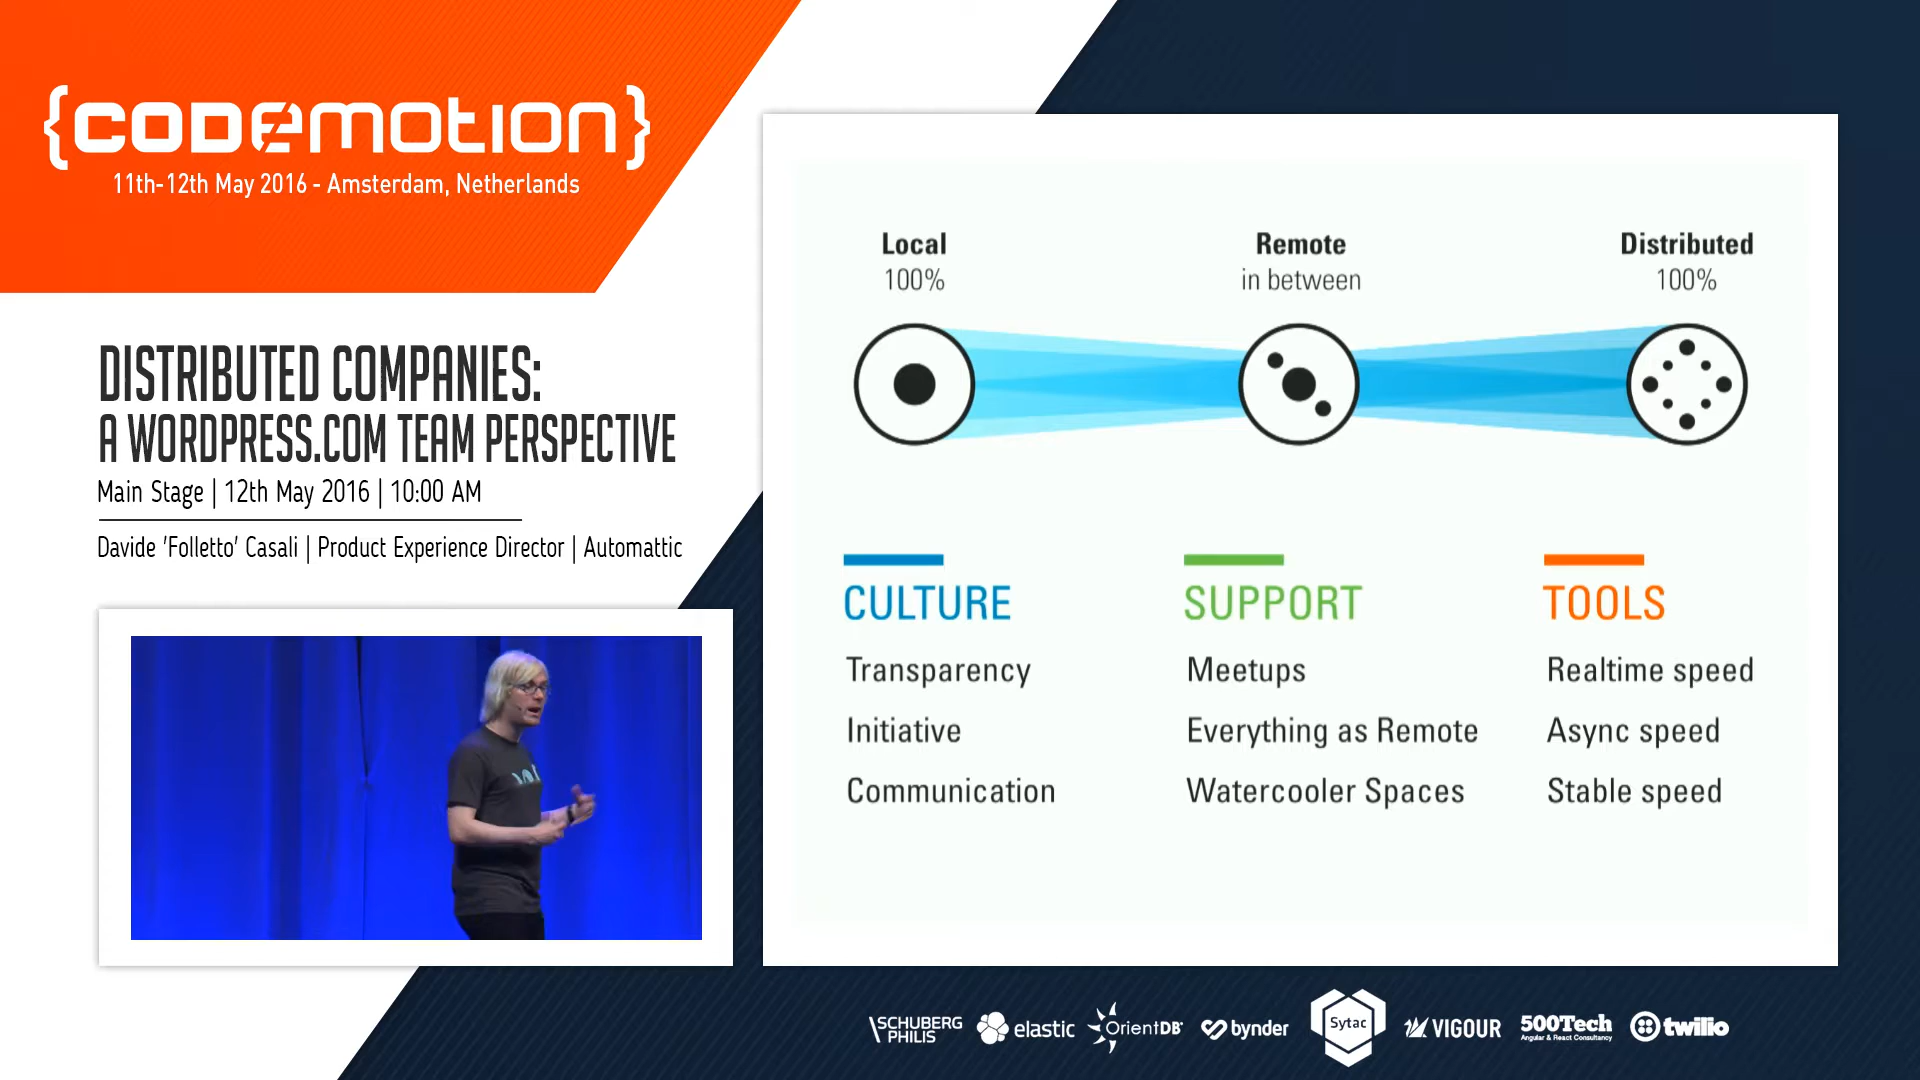 {CODEMOTION}
11th-12th May 2016 - Amsterdam, Netherlands
DISTRIBUTED COMPANIES:
A WORDPRESS.COM TEAM PERSPECTIVE
Main Stage | 12th May 2016 | 10:00 AM
Davide 'Folletto' Casali | Product Experience Director | Automattic
Local
100%
Remote
in between
Distributed
100%
CULTURE
Transparency
Initiative
Communication
SUPPORT
Meetups
Everything as Remote
Watercooler Spaces
TOOLS
Realtime speed
Async speed
Stable speed
SCHUBERG
PHILIS
elastic
OrientDB
bynder
Sytac
VIGOUR
500Tech
Angular & React Consultancy
twilio